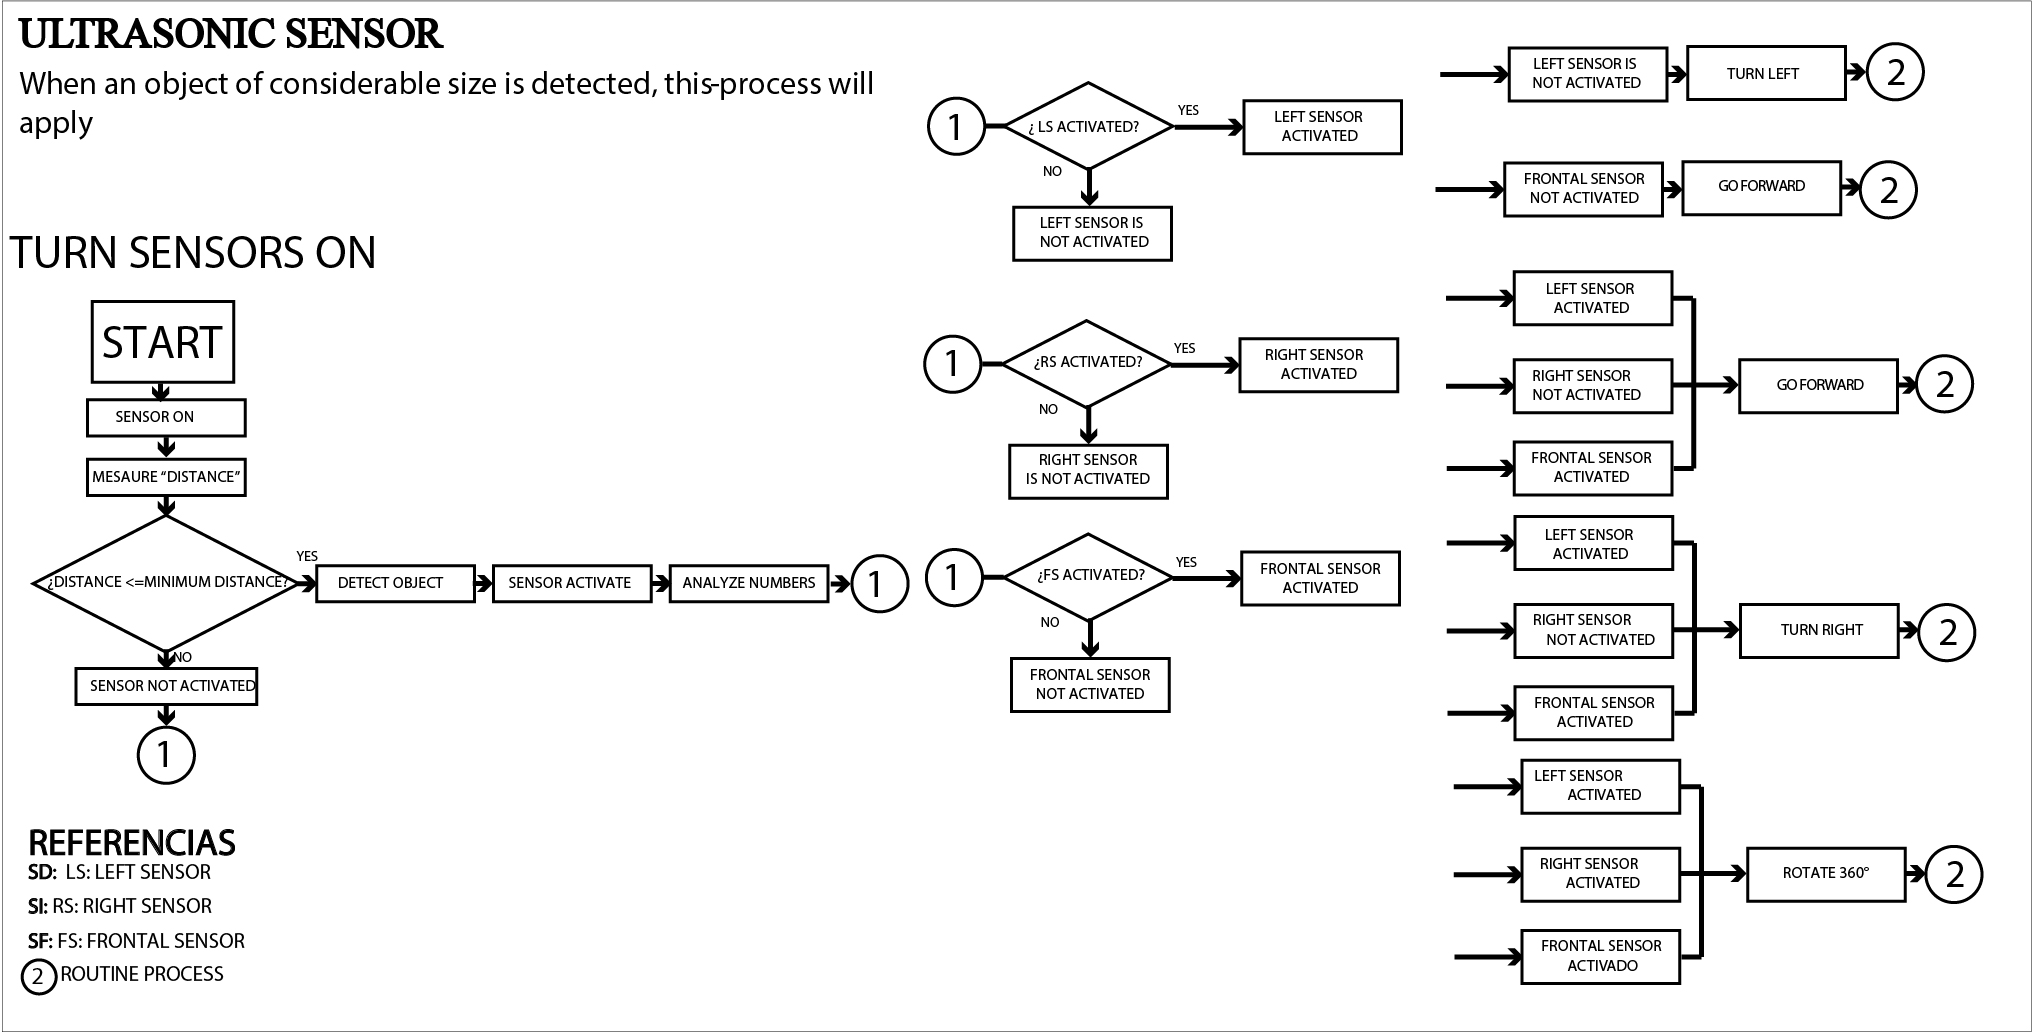 ULTRASONIC SENSOR
When an object of considerable size is detected, this-process will
apply
TURN SENSORS ON
START
SENSOR ON
MESAURE “DISTANCE”
¿DISTANCE <=MINIMUM DISTANCE?
YES
DETECT OBJECT
SENSOR ACTIVATE
ANALYZE NUMBERS
1
NO
SENSOR NOT ACTIVATED
1
REFERENCIAS
SD: LS: LEFT SENSOR
SI: RS: RIGHT SENSOR
SF: FS: FRONTAL SENSOR
2 ROUTINE PROCESS
1
¿ LS ACTIVATED?
YES
LEFT SENSOR
ACTIVATED
NO
LEFT SENSOR IS
NOT ACTIVATED
1
¿RS ACTIVATED?
YES
RIGHT SENSOR
ACTIVATED
NO
RIGHT SENSOR
IS NOT ACTIVATED
1
¿FS ACTIVATED?
YES
FRONTAL SENSOR
ACTIVATED
NO
FRONTAL SENSOR
NOT ACTIVATED
LEFT SENSOR IS
NOT ACTIVATED
TURN LEFT
2
FRONTAL SENSOR
NOT ACTIVATED
GO FORWARD
2
LEFT SENSOR
ACTIVATED
RIGHT SENSOR
NOT ACTIVATED
FRONTAL SENSOR
ACTIVATED
GO FORWARD
2
LEFT SENSOR
ACTIVATED
RIGHT SENSOR
NOT ACTIVATED
FRONTAL SENSOR
ACTIVATED
TURN RIGHT
2
LEFT SENSOR
ACTIVATED
RIGHT SENSOR
ACTIVATED
FRONTAL SENSOR
ACTIVADO
ROTATE 360°
2